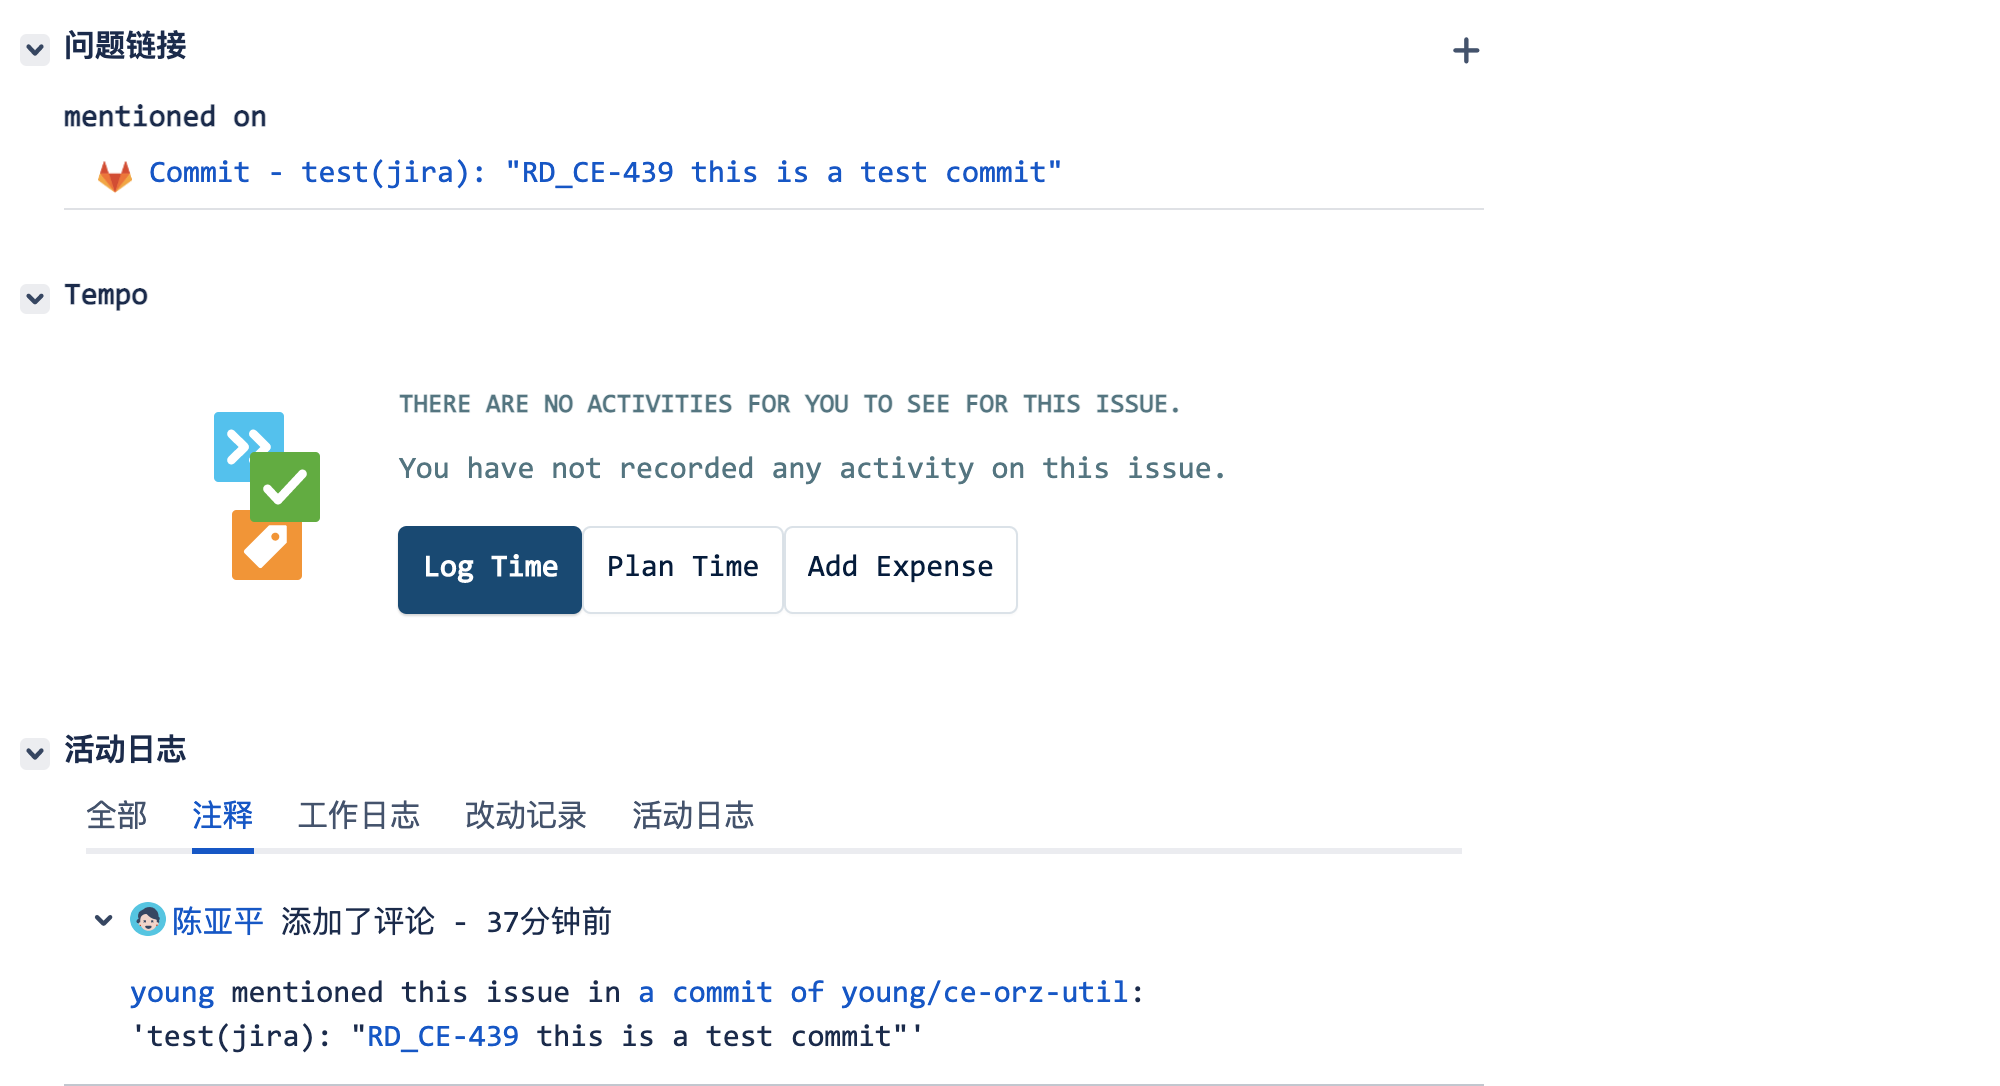 问题链接
mentioned on
Commit - test(jira): "RD_CE-439 this is a test commit"
Tempo
THERE ARE NO ACTIVITIES FOR YOU TO SEE FOR THIS ISSUE.
You have not recorded any activity on this issue.
Log Time Plan Time Add Expense
活动日志
全部 注释 工作日志 改动记录 活动日志
陈亚平 添加了评论 - 37分钟前
young mentioned this issue in a commit of young/ce-orz-util:
'test(jira): "RD_CE-439 this is a test commit"'